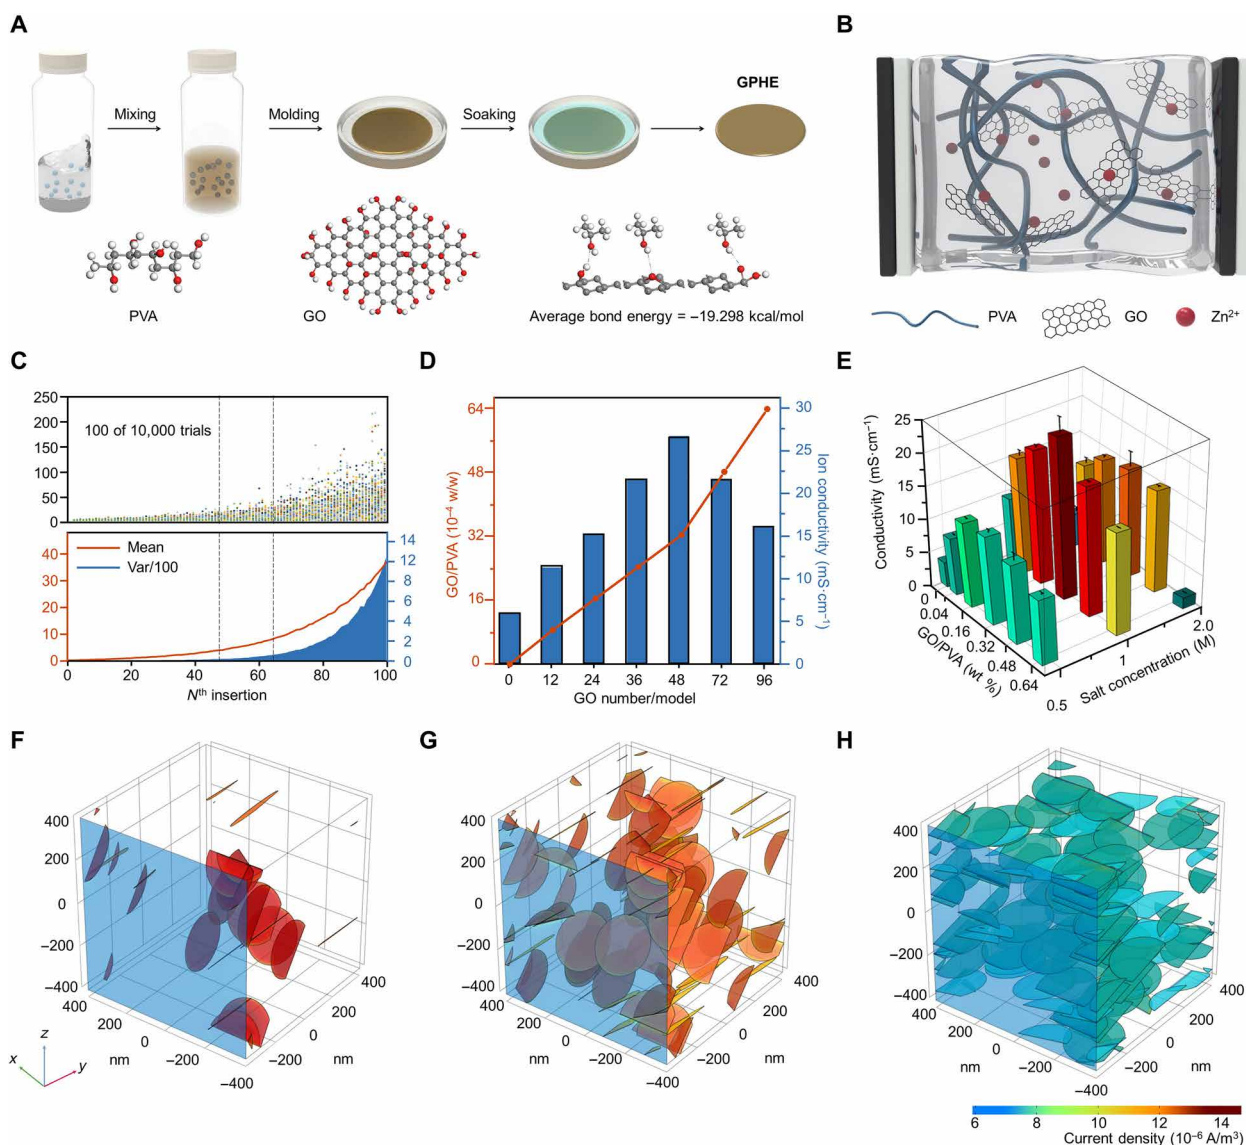 A
Mixing
Molding
Soaking
GPHE
PVA
GO
Average bond energy = −19.298 kcal/mol
B
PVA
GO
Zn²⁺
C
250
200
150
100
50
0
100 of 10,000 trials
40
30
20
10
0
Mean
Var/100
14
12
10
8
6
4
2
0
0 20 40 60 80 100
Nᵗʰ insertion
D
GO/PVA (10⁻⁴ w/w)
64
48
32
16
0
30
25
20
15
10
5
0
Ion conductivity (mS·cm⁻¹)
0 12 24 36 48 72 96
GO number/model
E
Conductivity (mS·cm⁻¹)
25
20
15
10
5
0
0
0.04
0.16
0.32
0.48
0.64
GO/PVA (wt %)
0.5
1
2.0
Salt concentration (M)
F
400
200
0
−200
−400
400
200
0
−200
−400
nm
−200
0
200
400
nm
z
x
y
G
400
200
0
−200
−400
400
200
0
−200
−400
nm
−200
0
200
400
nm
H
400
200
0
−200
−400
400
200
0
−200
−400
nm
−200
0
200
400
nm
6 8 10 12 14
Current density (10⁻⁶ A/m³)